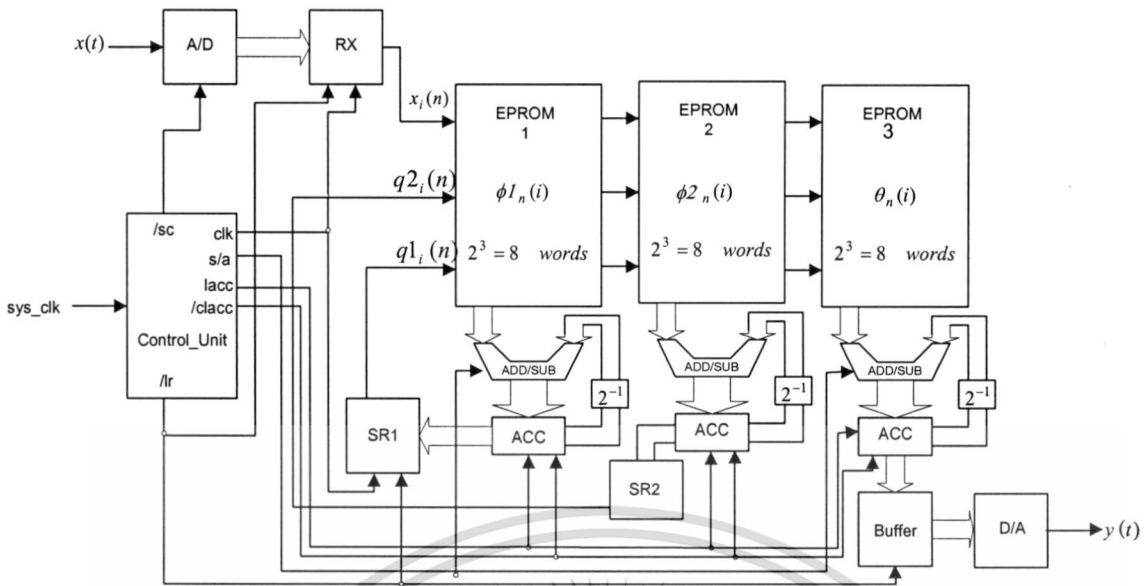 x(t)
A/D
RX
x_i(n)
EPROM
1
EPROM
2
EPROM
3
q2_i(n)
ϕ1_n(i)
ϕ2_n(i)
θ_n(i)
/sc
clk
s/a
lacc
/clacc
Control_Unit
/lr
sys_clk
q1_i(n)
2^3 = 8 words
2^3 = 8 words
2^3 = 8 words
ADD/SUB
ADD/SUB
ADD/SUB
2^-1
2^-1
2^-1
SR1
ACC
ACC
ACC
SR2
Buffer
D/A
y(t)